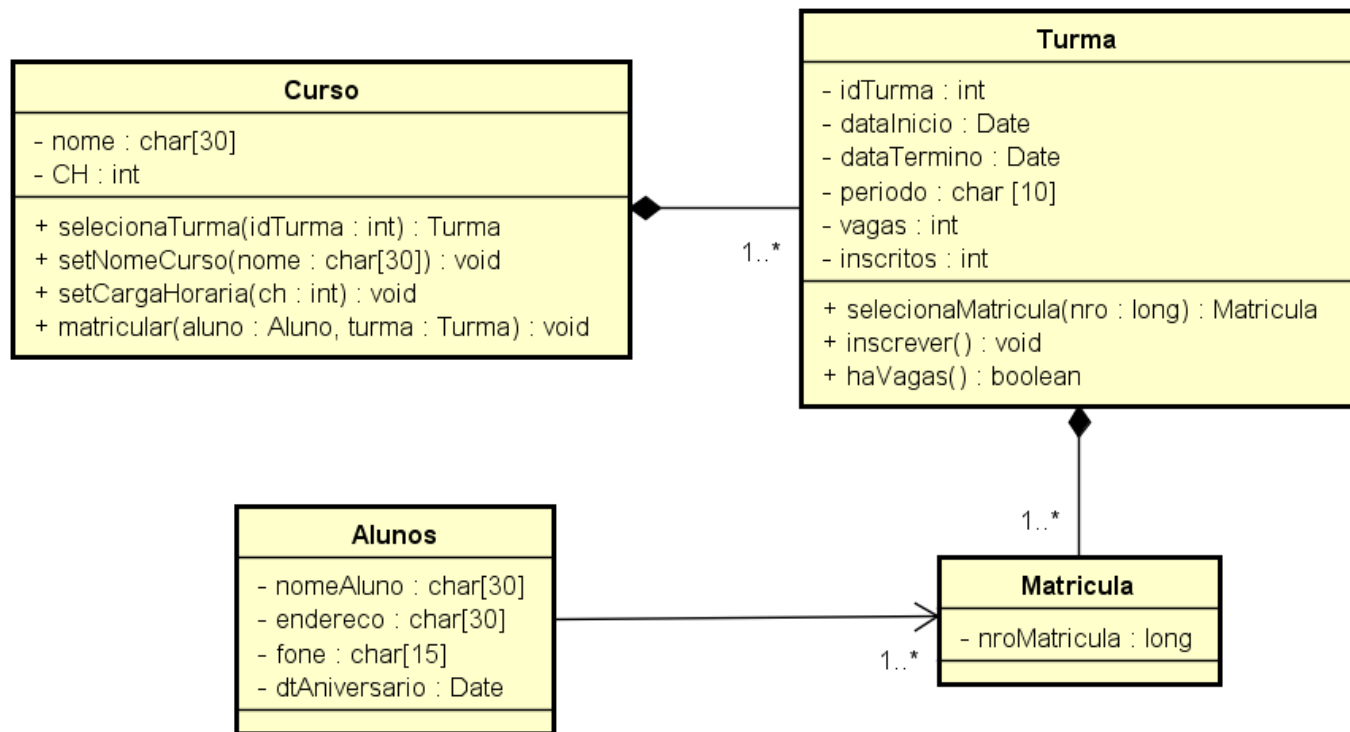 Curso
- nome : char[30]
- CH : int
+ selecionaTurma(idTurma : int) : Turma
+ setNomeCurso(nome : char[30]) : void
+ setCargaHoraria(ch : int) : void
+ matricular(aluno : Aluno, turma : Turma) : void
1..*
Turma
- idTurma : int
- dataInicio : Date
- dataTermino : Date
- periodo : char [10]
- vagas : int
- inscritos : int
+ selecionaMatricula(nro : long) : Matricula
+ inscrever() : void
+ haVagas() : boolean
1..*
Alunos
- nomeAluno : char[30]
- endereco : char[30]
- fone : char[15]
- dtAniversario : Date
1..*
Matricula
- nroMatricula : long